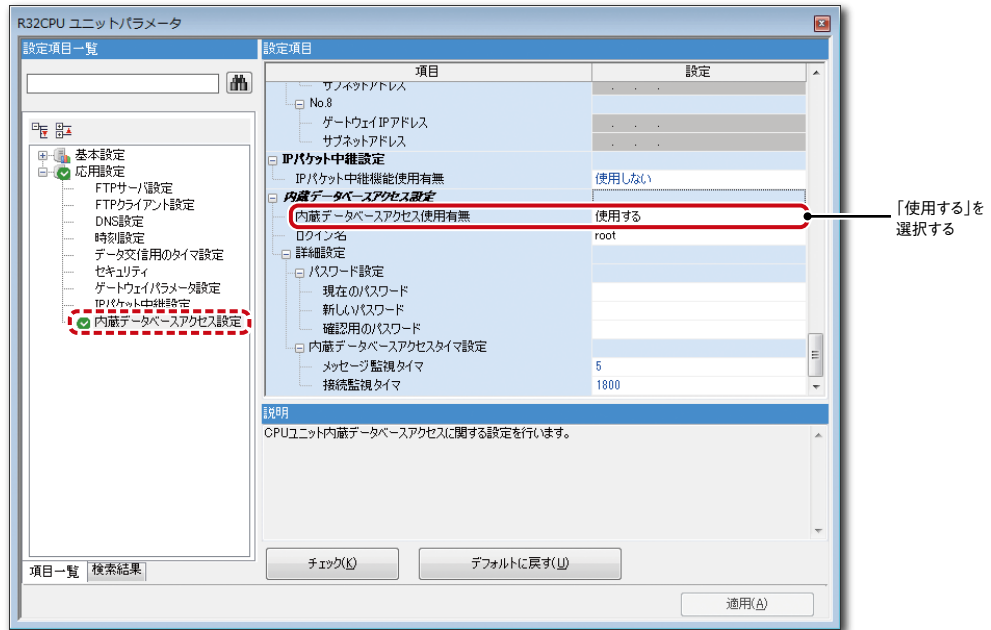 R32CPU ユニットパラメータ
設定項目一覧
設定項目
項目 設定
サブネットアドレス . . .
No.8
ゲートウェイIPアドレス . . .
サブネットアドレス . . .
IPパケット中継設定
IPパケット中継機能使用有無 使用しない
内蔵データベースアクセス設定
内蔵データベースアクセス使用有無 使用する
ログイン名 root
詳細設定
パスワード設定
現在のパスワード
新しいパスワード
確認用のパスワード
内蔵データベースアクセスタイマ設定
メッセージ監視タイマ 5
接続監視タイマ 1800
基本設定
応用設定
FTPサーバ設定
FTPクライアント設定
DNS設定
時刻設定
データ交信用のタイマ設定
セキュリティ
ゲートウェイパラメータ設定
IPパケット中継設定
内蔵データベースアクセス設定
「使用する」を
選択する
説明
CPUユニット内蔵データベースアクセスに関する設定を行います。
項目一覧 検索結果
チェック(K) デフォルトに戻す(U)
適用(A)